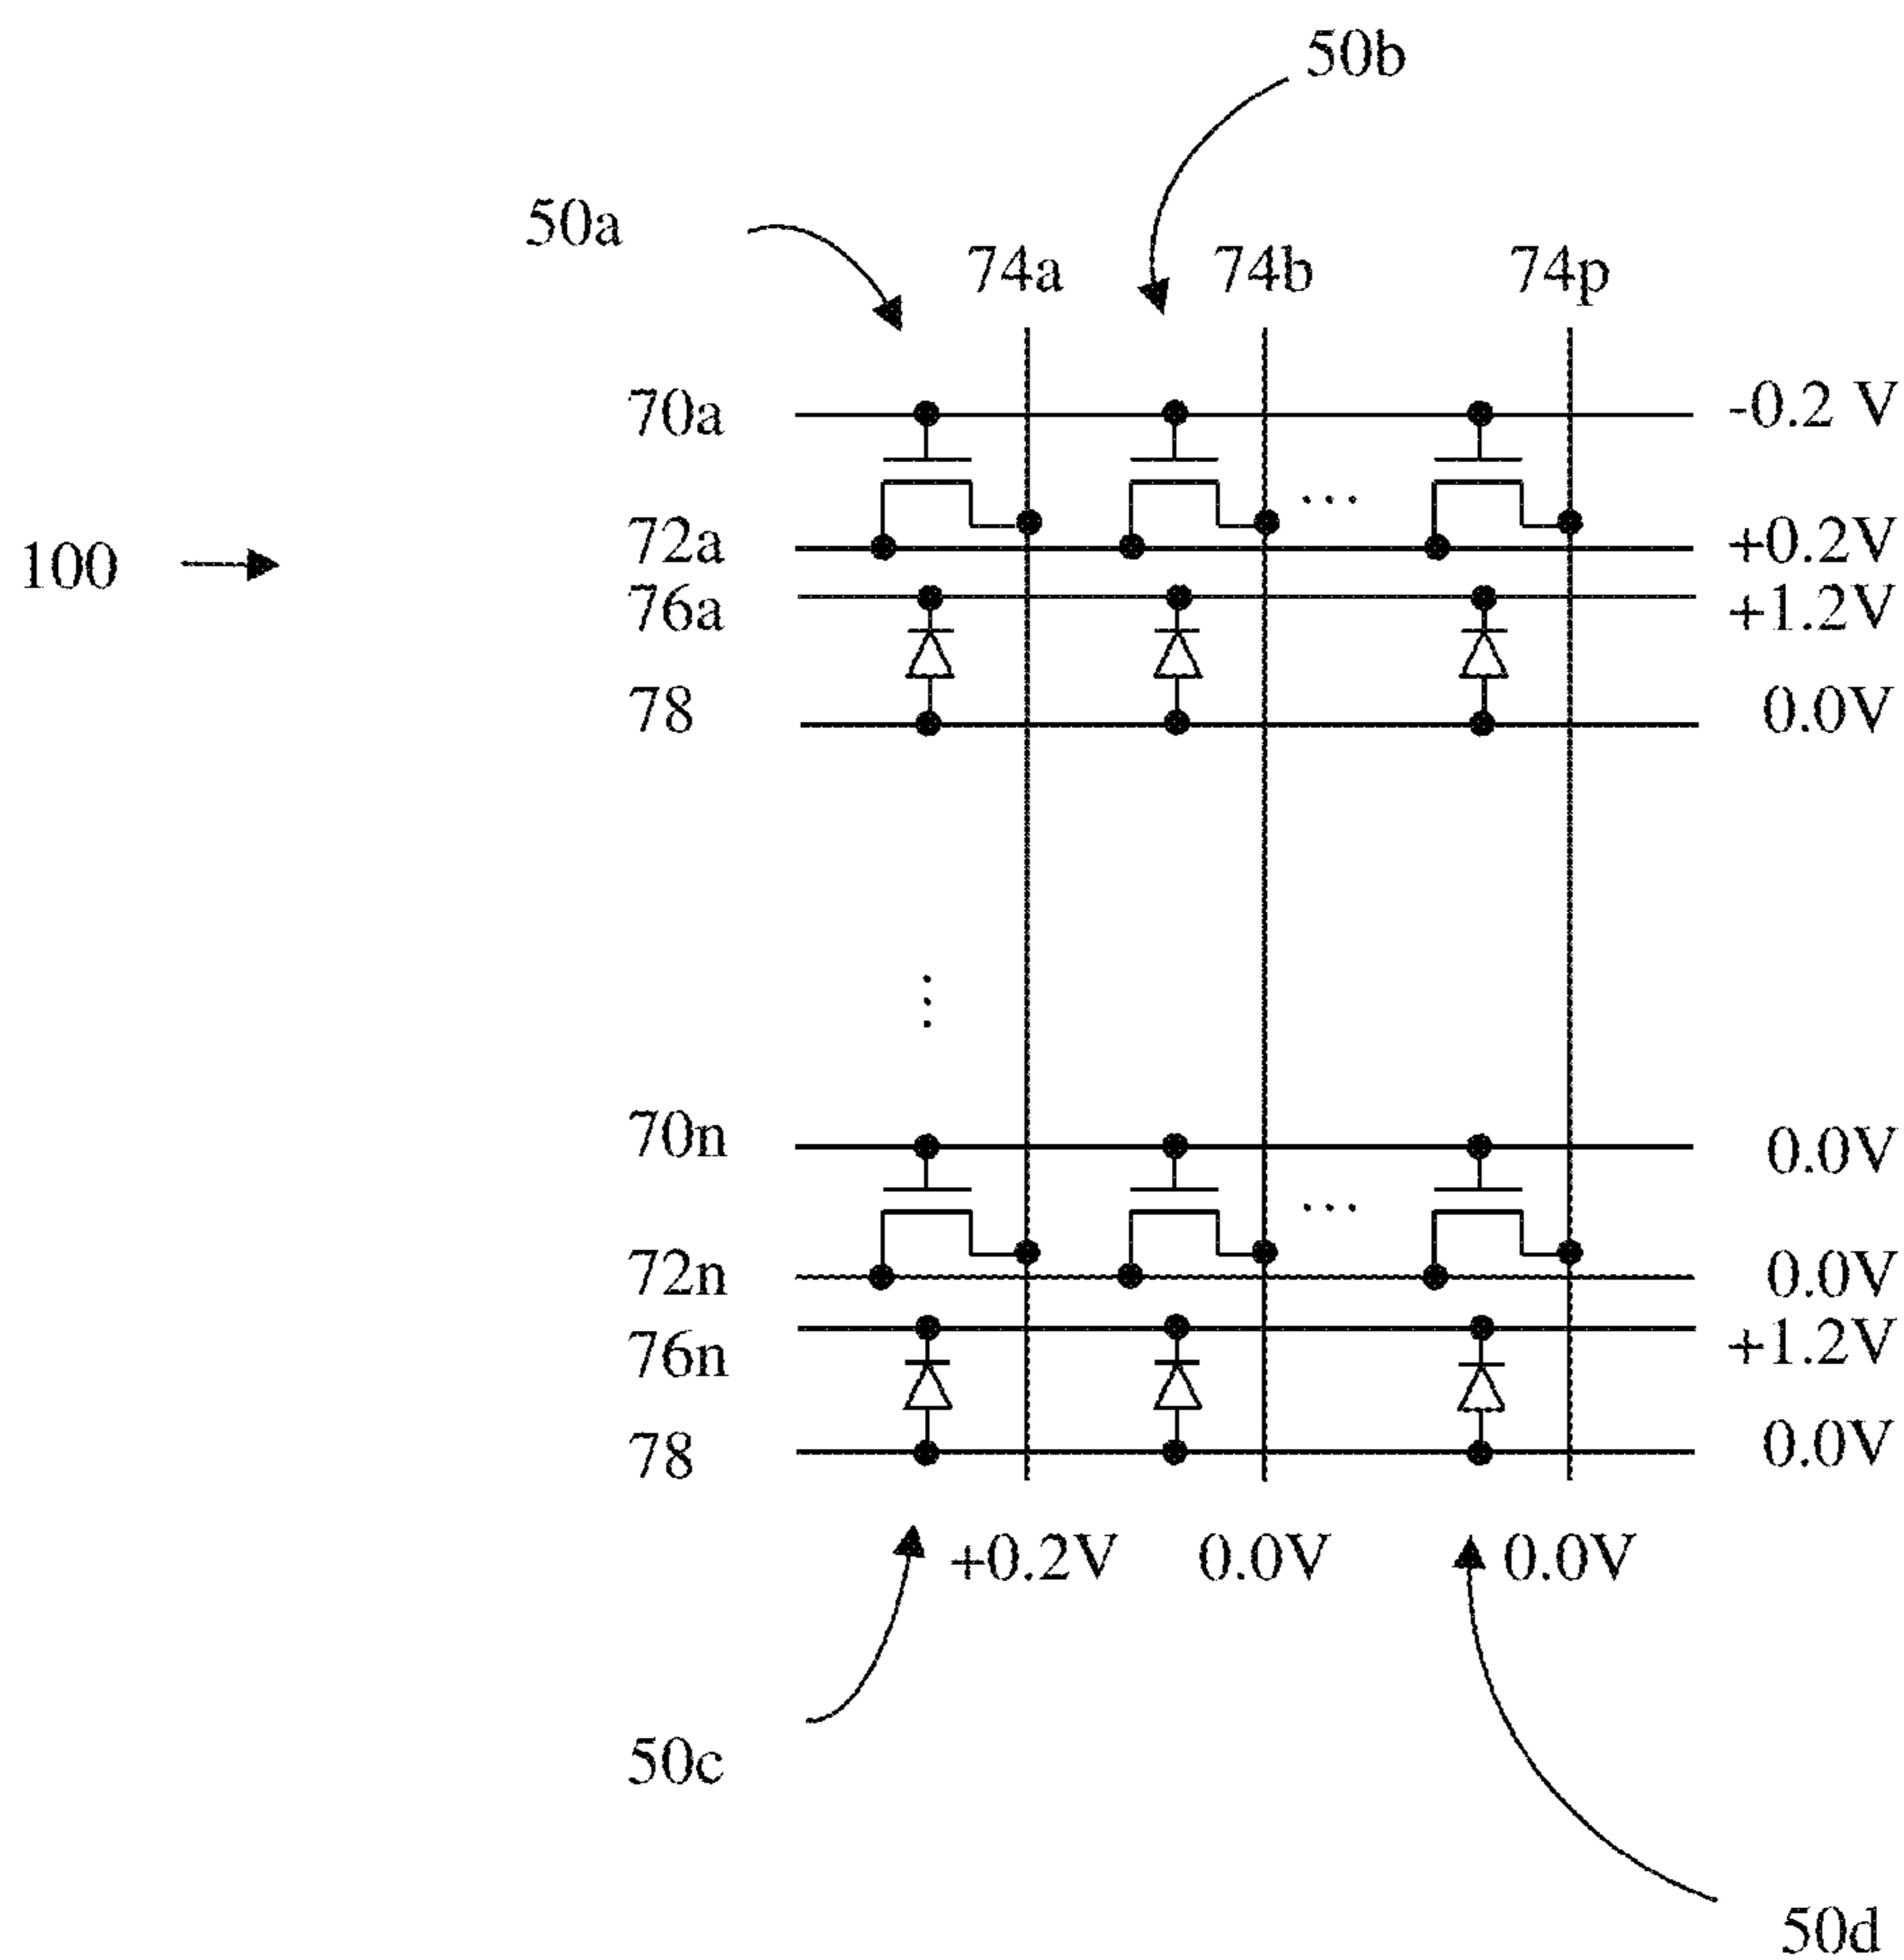 50b
50a
74a 74b 74p
70a -0.2 V
...
72a +0.2V
100
76a +1.2V
78 0.0V
70n 0.0V
...
72n 0.0V
76n +1.2V
78 0.0V
+0.2V 0.0V 0.0V
50c
50d